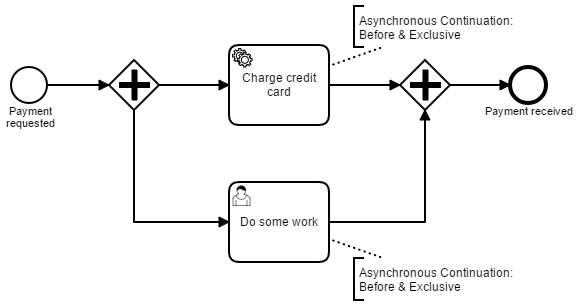 Asynchronous Continuation:
Before & Exclusive
Charge credit
card
Payment
requested
Payment received
Do some work
Asynchronous Continuation:
Before & Exclusive